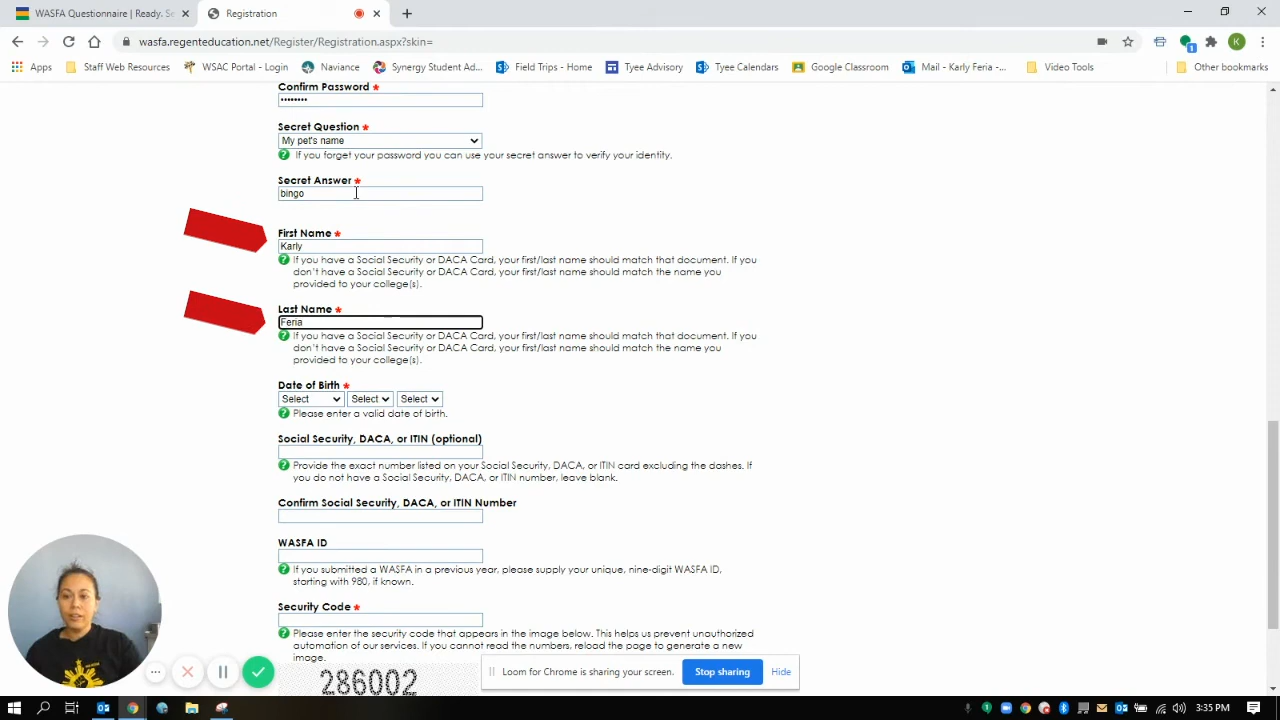 WASFA Questionnaire | Ready. Sc
Registration
wasfa.regenteducation.net/Register/Registration.aspx?skin=
K
Apps
Staff Web Resources
WSAC Portal - Login
Naviance
Synergy Student Ad...
Field Trips - Home
Tyee Advisory
Tyee Calendars
Google Classroom
Mail - Karly Feria -...
Video Tools
Other bookmarks
Confirm Password *
••••••••
Secret Question *
My pet's name
If you forget your password you can use your secret answer to verify your identity.
Secret Answer *
bingo
First Name *
Karly
If you have a Social Security or DACA Card, your first/last name should match that document. If you
don't have a Social Security or DACA Card, your first/last name should match the name you
provided to your college(s).
Last Name *
Feria
If you have a Social Security or DACA Card, your first/last name should match that document. If you
don't have a Social Security or DACA Card, your first/last name should match the name you
provided to your college(s).
Date of Birth *
Select Select Select
Please enter a valid date of birth.
Social Security, DACA, or ITIN (optional)
Provide the exact number listed on your Social Security, DACA, or ITIN card excluding the dashes. If
you do not have a Social Security, DACA, or ITIN number, leave blank.
Confirm Social Security, DACA, or ITIN Number
WASFA ID
If you submitted a WASFA in a previous year, please supply your unique, nine-digit WASFA ID,
starting with 980, if known.
Security Code *
Please enter the security code that appears in the image below. This helps us prevent unauthorized
automation of our services. If you cannot read the numbers, reload the page to generate a new
image.
286002
Loom for Chrome is sharing your screen.
Stop sharing
Hide
3:35 PM